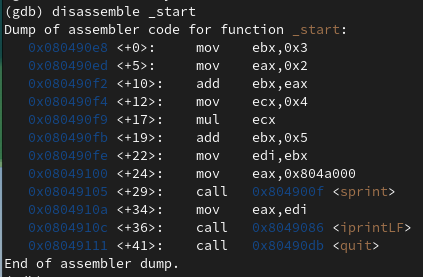 (gdb) disassemble _start
Dump of assembler code for function _start:
0x080490e8 <+0>: mov ebx,0x3
0x080490ed <+5>: mov eax,0x2
0x080490f2 <+10>: add ebx,eax
0x080490f4 <+12>: mov ecx,0x4
0x080490f9 <+17>: mul ecx
0x080490fb <+19>: add ebx,0x5
0x080490fe <+22>: mov edi,ebx
0x08049100 <+24>: mov eax,0x804a000
0x08049105 <+29>: call 0x804900f <sprint>
0x0804910a <+34>: mov eax,edi
0x0804910c <+36>: call 0x8049086 <iprintLF>
0x08049111 <+41>: call 0x80490db <quit>
End of assembler dump.